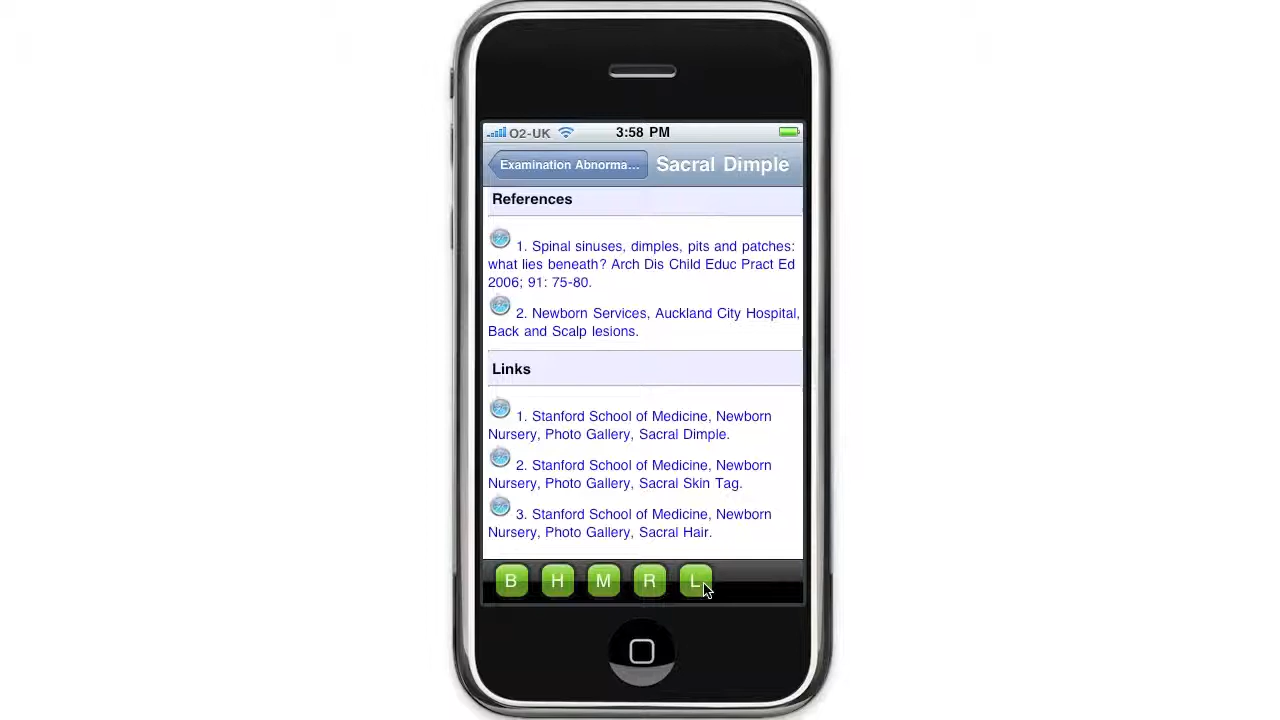 O2-UK 3:58 PM
Examination Abnorma... Sacral Dimple
References
1. Spinal sinuses, dimples, pits and patches:
what lies beneath? Arch Dis Child Educ Pract Ed
2006; 91: 75-80.
2. Newborn Services, Auckland City Hospital,
Back and Scalp lesions.
Links
1. Stanford School of Medicine, Newborn
Nursery, Photo Gallery, Sacral Dimple.
2. Stanford School of Medicine, Newborn
Nursery, Photo Gallery, Sacral Skin Tag.
3. Stanford School of Medicine, Newborn
Nursery, Photo Gallery, Sacral Hair.
B H M R L